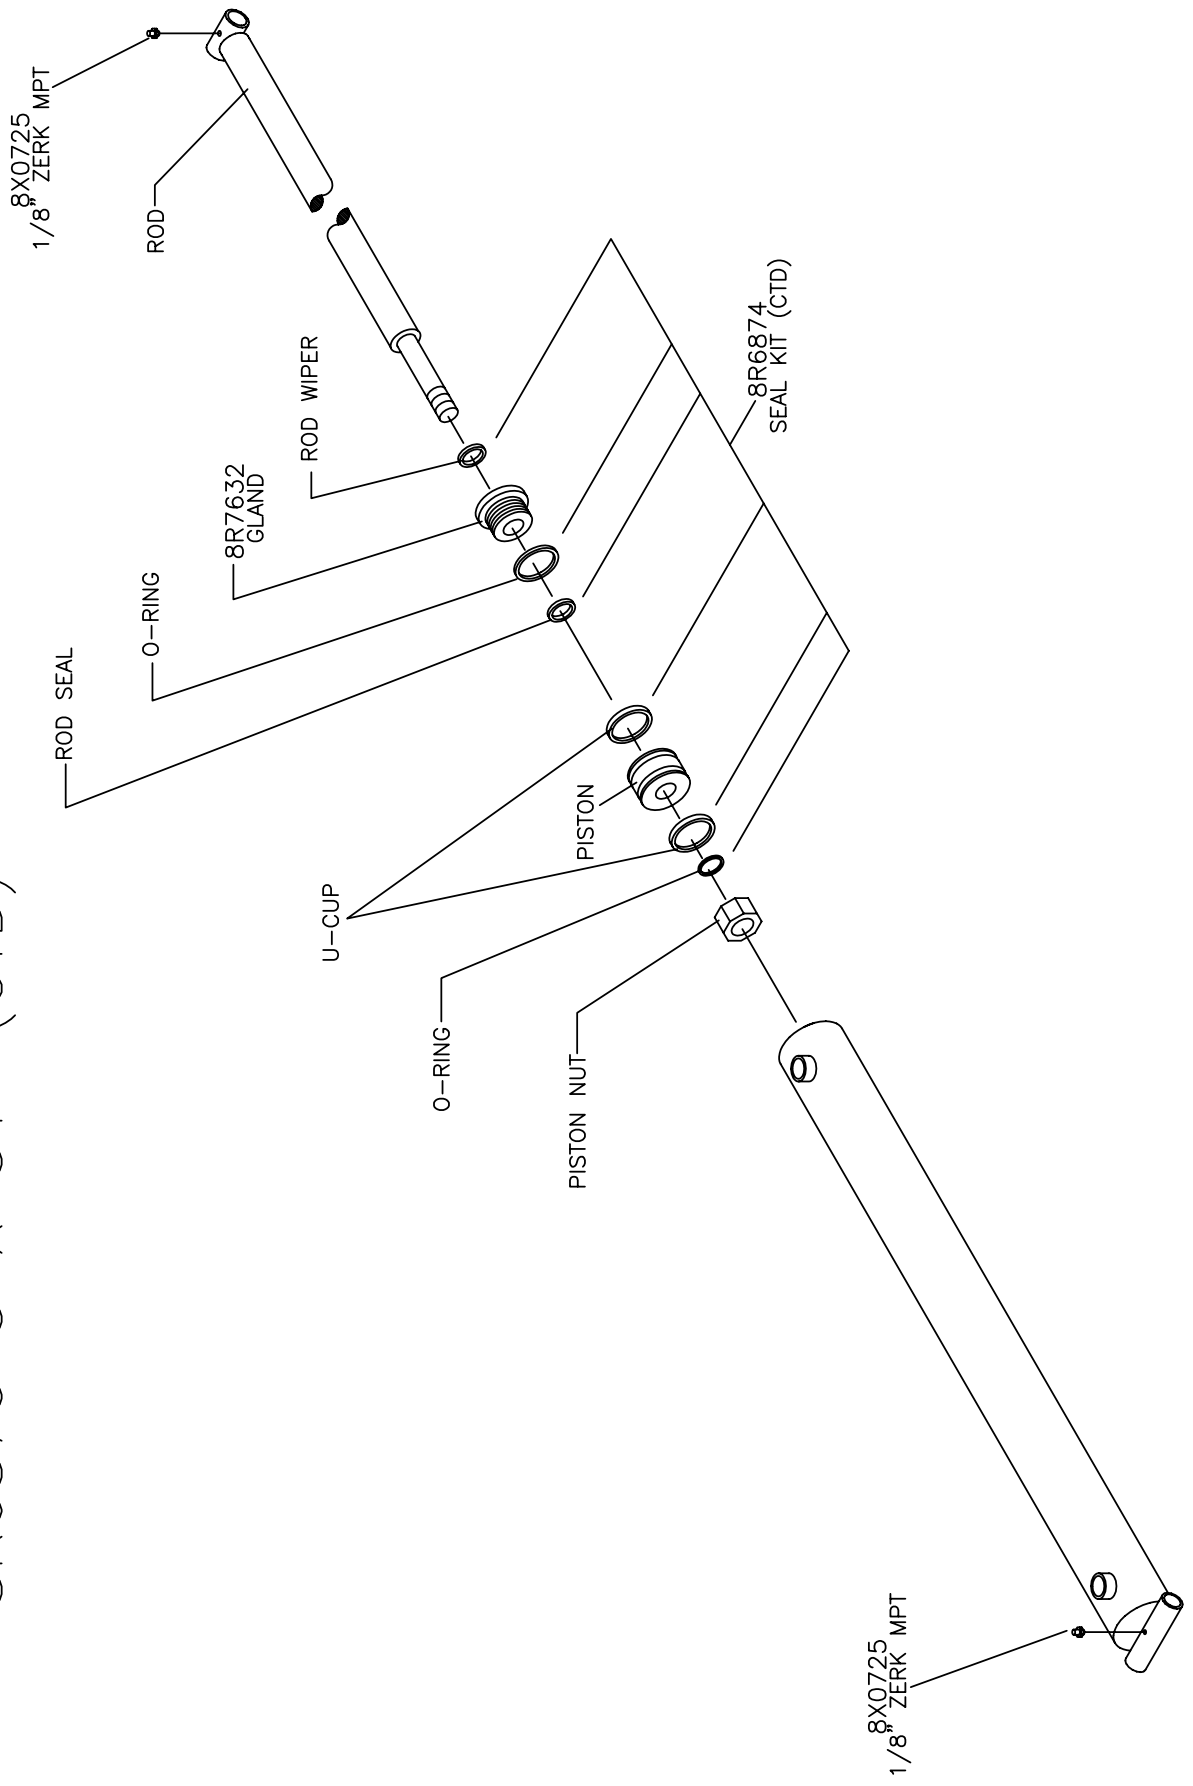 8X0725
1/8" ZERK MPT
ROD
ROD WIPER
8R7632
GLAND
O-RING
ROD SEAL
8R6874
SEAL KIT (CTD)
U-CUP
PISTON
O-RING
PISTON NUT
8X0725
1/8" ZERK MPT